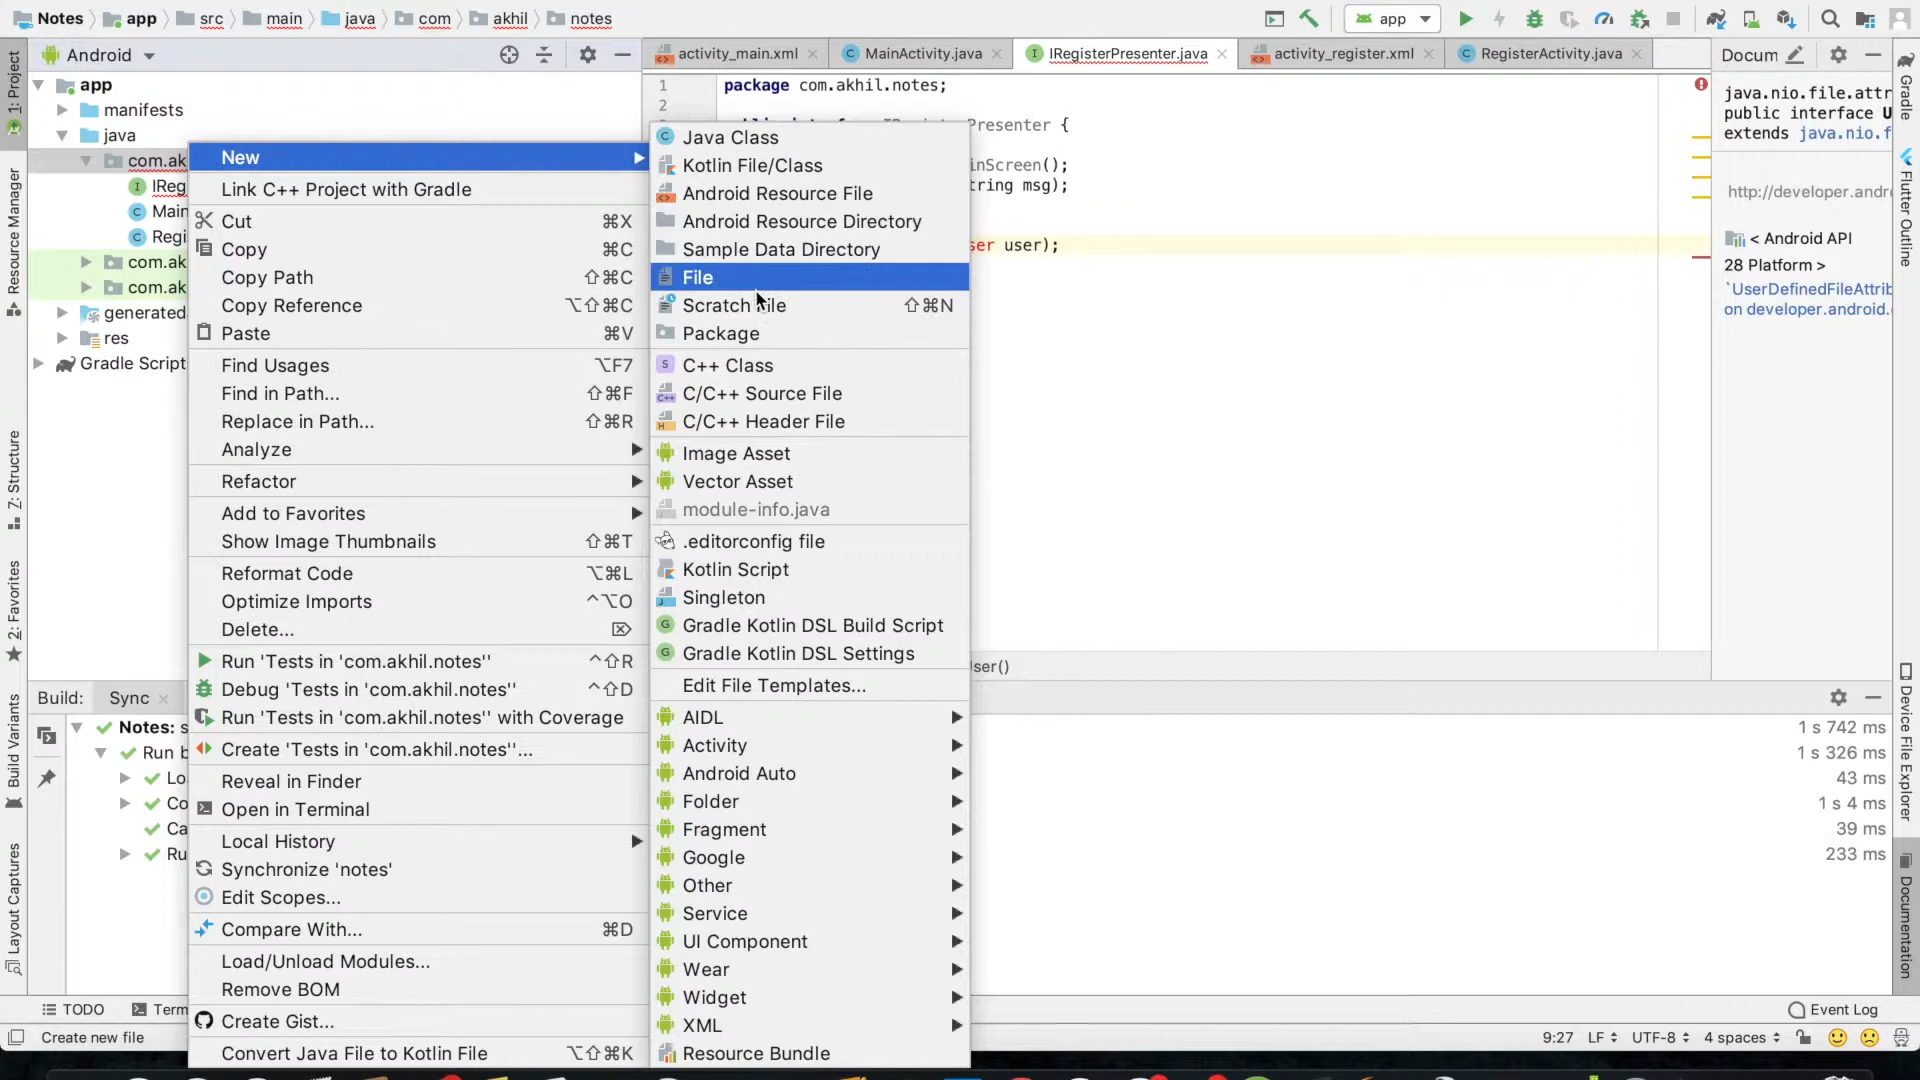 Notes app src main java com akhil notes
app
1: Project
Android
activity_main.xml
MainActivity.java
IRegisterPresenter.java
activity_register.xml
RegisterActivity.java
Docum
app
manifests
java
com.ak
IReg
Main
Regi
com.ak
com.ak
generated
res
Gradle Script
1
2
package com.akhil.notes;
Presenter {
inScreen();
tring msg);
ser user);
java.nio.file.attr
public interface U
extends java.nio.f
http://developer.andr
< Android API
28 Platform >
`UserDefinedFileAttrib
on developer.android.
New
Link C++ Project with Gradle
Cut ⌘X
Copy ⌘C
Copy Path ⇧⌘C
Copy Reference ⌥⇧⌘C
Paste ⌘V
Find Usages ⌥F7
Find in Path... ⇧⌘F
Replace in Path... ⇧⌘R
Analyze
Refactor
Add to Favorites
Show Image Thumbnails ⇧⌘T
Reformat Code ⌥⌘L
Optimize Imports ^⌥O
Delete... ⌦
Run 'Tests in 'com.akhil.notes'' ^⇧R
Debug 'Tests in 'com.akhil.notes'' ^⇧D
Run 'Tests in 'com.akhil.notes'' with Coverage
Create 'Tests in 'com.akhil.notes''...
Reveal in Finder
Open in Terminal
Local History
Synchronize 'notes'
Edit Scopes...
Compare With... ⌘D
Load/Unload Modules...
Remove BOM
Create Gist...
Convert Java File to Kotlin File ⌥⇧⌘K
Java Class
Kotlin File/Class
Android Resource File
Android Resource Directory
Sample Data Directory
File
Scratch File ⇧⌘N
Package
C++ Class
C/C++ Source File
C/C++ Header File
Image Asset
Vector Asset
module-info.java
.editorconfig file
Kotlin Script
Singleton
Gradle Kotlin DSL Build Script
Gradle Kotlin DSL Settings
Edit File Templates...
AIDL
Activity
Android Auto
Folder
Fragment
Google
Other
Service
UI Component
Wear
Widget
XML
Resource Bundle
Resource Manager
7: Structure
2: Favorites
Build Variants
Layout Captures
Gradle
Flutter Outline
Device File Explorer
Documentation
Build: Sync
Notes: s
Run b
Lo
Co
Ca
Ru
1 s 742 ms
1 s 326 ms
43 ms
1 s 4 ms
39 ms
233 ms
TODO
Term
Event Log
Create new file
9:27 LF UTF-8 4 spaces